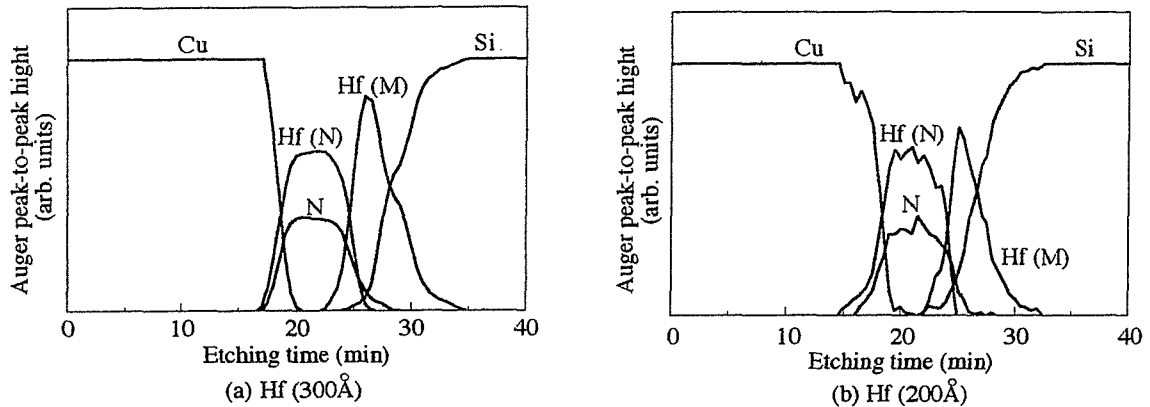 Auger peak-to-peak hight
(arb. units)
Cu
Hf (N)
N
Hf (M)
Si
0 10 20 30 40
Etching time (min)
(a) Hf (300Å)
Auger peak-to-peak hight
(arb. units)
Cu
Hf (N)
N
Hf (M)
Si
0 10 20 30 40
Etching time (min)
(b) Hf (200Å)